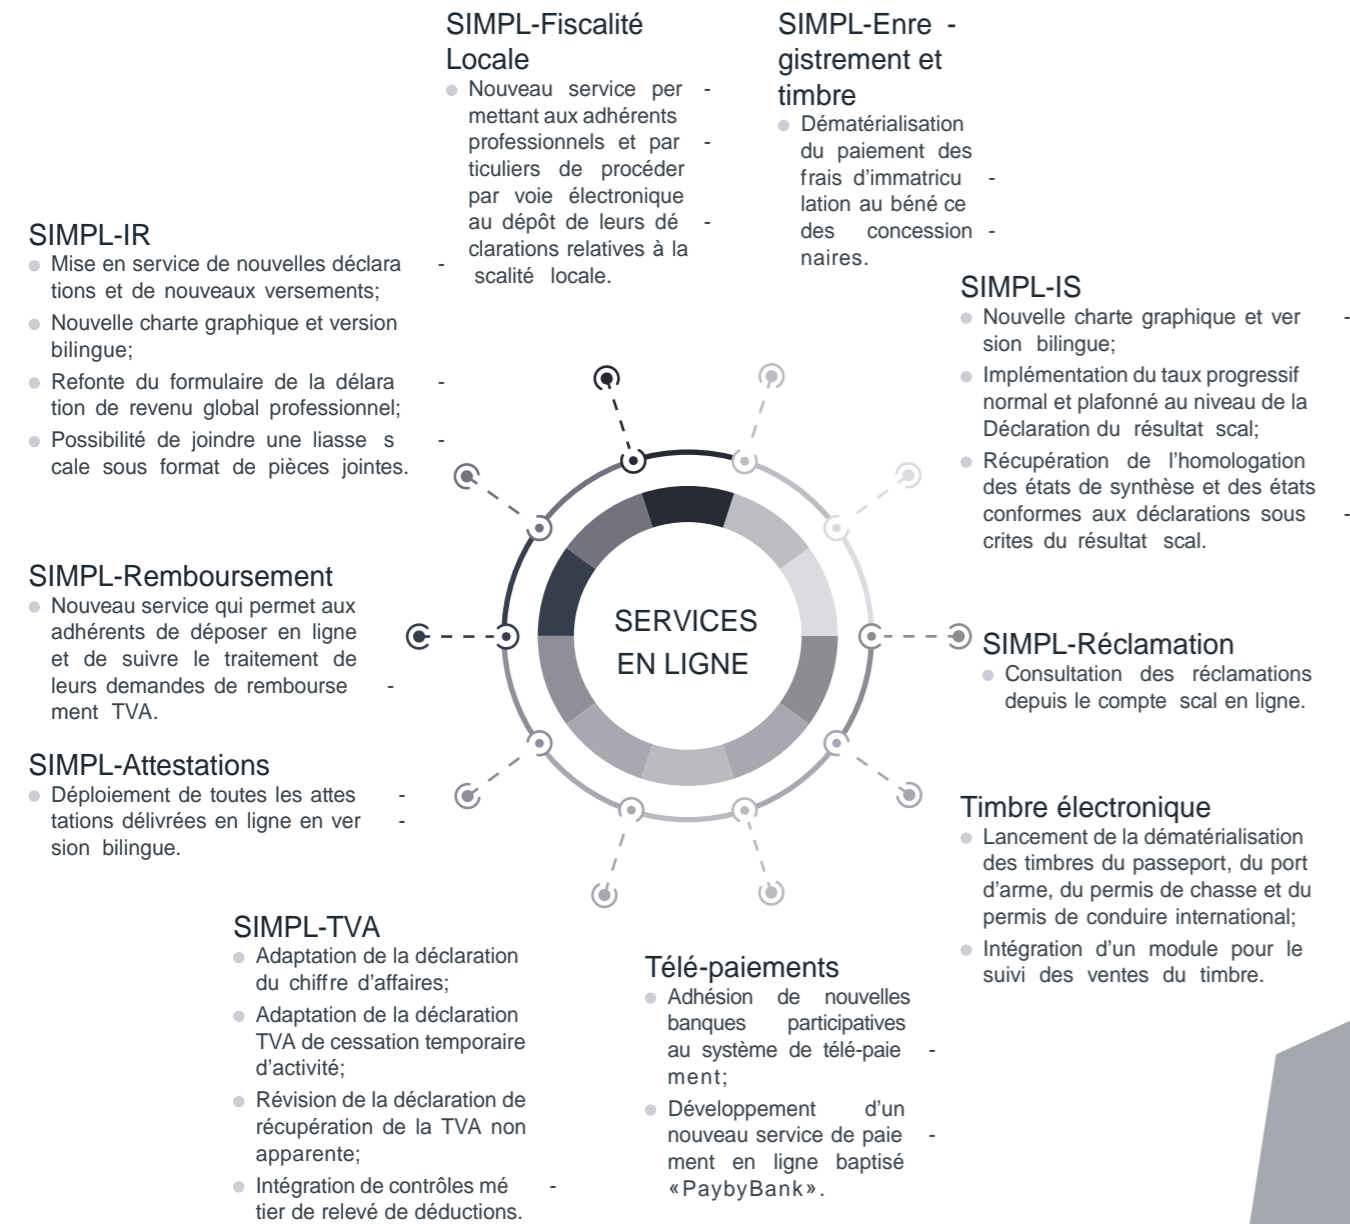 SIMPL-Fiscalité
Locale
Nouveau service per -
mettant aux adhérents
professionnels et par -
ticuliers de procéder
par voie électronique
au dépôt de leurs dé -
clarations relatives à la
scalité locale.
SIMPL-Enre -
gistrement et
timbre
Dématérialisation
du paiement des
frais d'immatricu -
lation au béné ce
des concession -
naires.
SIMPL-IR
Mise en service de nouvelles déclara -
tions et de nouveaux versements;
Nouvelle charte graphique et version
bilingue;
Refonte du formulaire de la délara -
tion de revenu global professionnel;
Possibilité de joindre une liasse s -
cale sous format de pièces jointes.
SIMPL-IS
Nouvelle charte graphique et ver -
sion bilingue;
Implémentation du taux progressif
normal et plafonné au niveau de la
Déclaration du résultat scal;
Récupération de l'homologation
des états de synthèse et des états
conformes aux déclarations sous -
crites du résultat scal.
SIMPL-Remboursement
Nouveau service qui permet aux
adhérents de déposer en ligne
et de suivre le traitement de
leurs demandes de rembourse -
ment TVA.
SERVICES
EN LIGNE
SIMPL-Réclamation
Consultation des réclamations
depuis le compte scal en ligne.
SIMPL-Attestations
Déploiement de toutes les attes -
tations délivrées en ligne en ver -
sion bilingue.
Timbre électronique
Lancement de la dématérialisation
des timbres du passeport, du port
d'arme, du permis de chasse et du
permis de conduire international;
Intégration d'un module pour le
suivi des ventes du timbre.
SIMPL-TVA
Adaptation de la déclaration
du chiffre d'affaires;
Adaptation de la déclaration
TVA de cessation temporaire
d'activité;
Révision de la déclaration de
récupération de la TVA non
apparente;
Intégration de contrôles mé -
tier de relevé de déductions.
Télé-paiements
Adhésion de nouvelles
banques participatives
au système de télé-paie -
ment;
Développement d'un
nouveau service de paie -
ment en ligne baptisé
«PaybyBank».